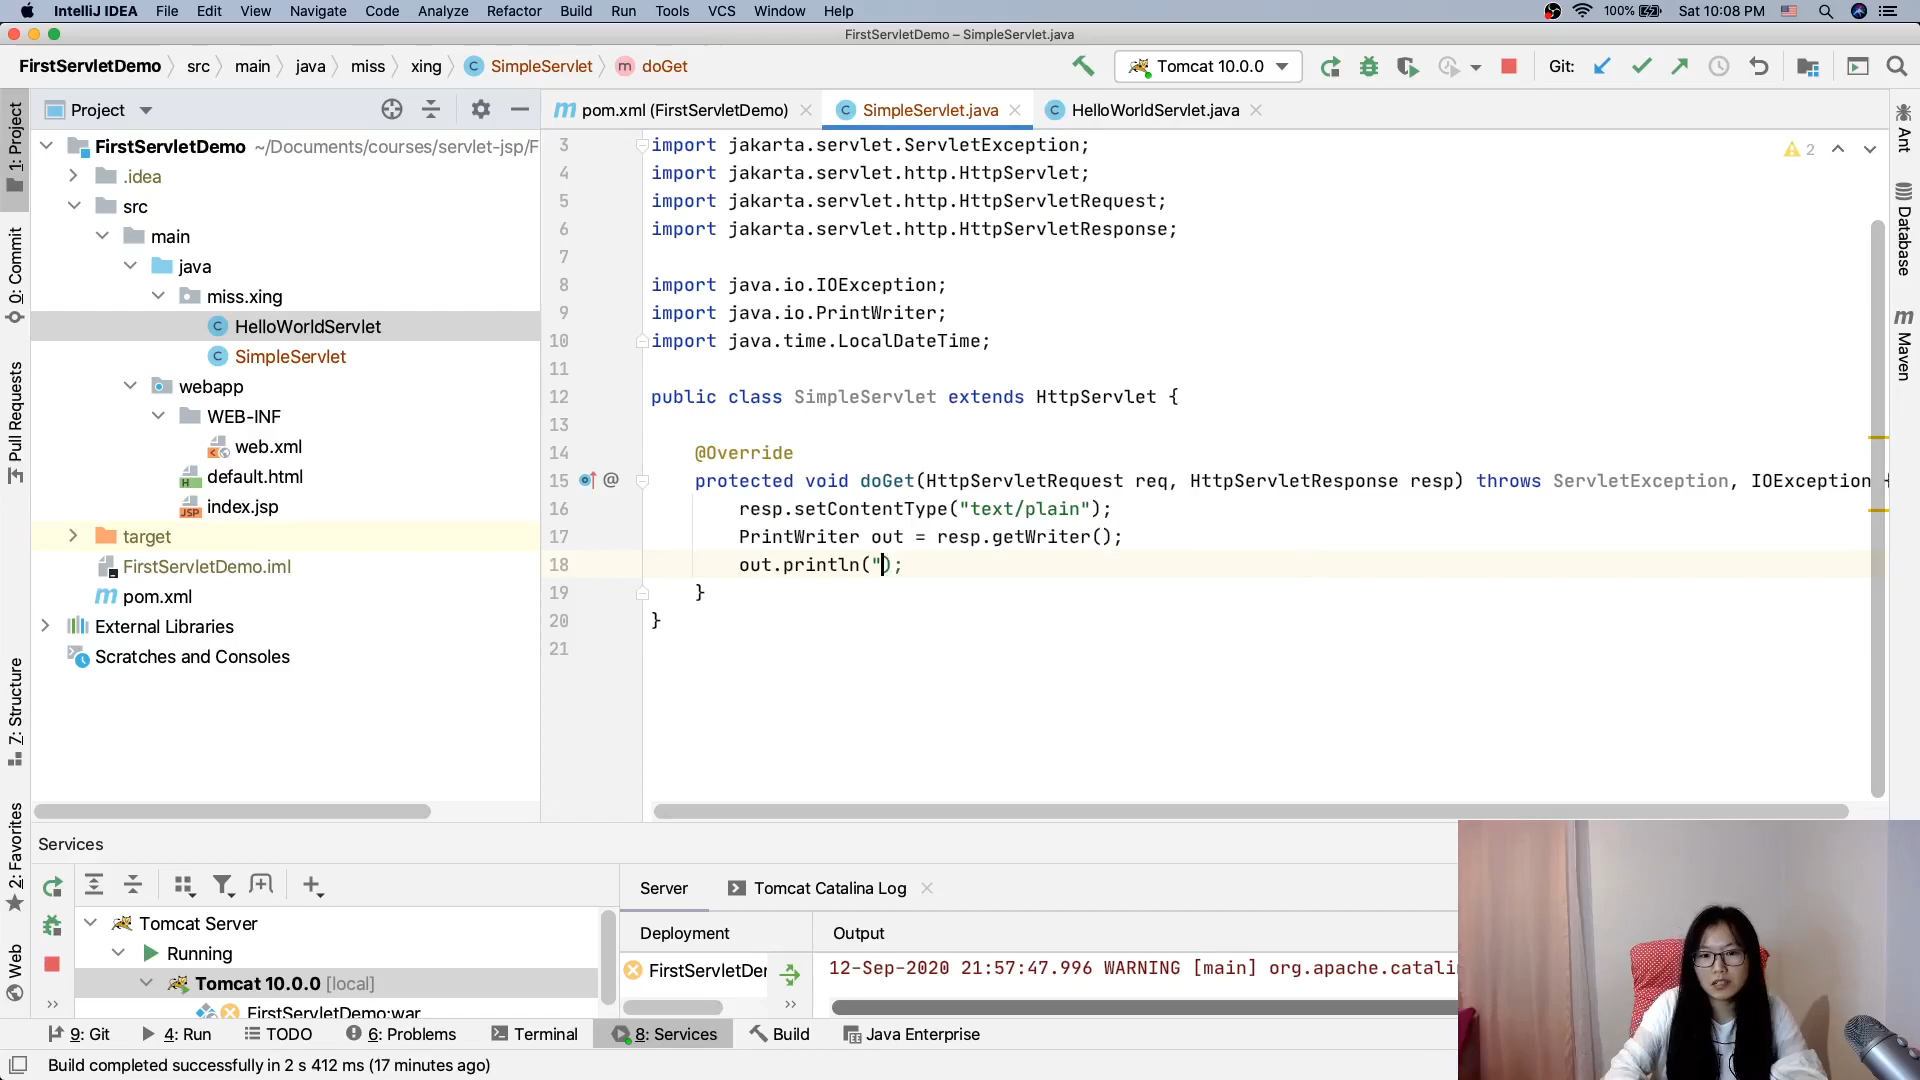 IntelliJ IDEA File Edit View Navigate Code Analyze Refactor Build Run Tools VCS Window Help 100% Sat 10:08 PM
FirstServletDemo – SimpleServlet.java
FirstServletDemo src main java miss xing SimpleServlet doGet Tomcat 10.0.0 Git:
Project
pom.xml (FirstServletDemo) SimpleServlet.java HelloWorldServlet.java
1: Project
0: Commit
Pull Requests
7: Structure
2: Favorites
Web
Ant
Database
Maven
FirstServletDemo ~/Documents/courses/servlet-jsp/F
.idea
src
main
java
miss.xing
HelloWorldServlet
SimpleServlet
webapp
WEB-INF
web.xml
default.html
index.jsp
target
FirstServletDemo.iml
pom.xml
External Libraries
Scratches and Consoles
2
3 import jakarta.servlet.ServletException;
4 import jakarta.servlet.http.HttpServlet;
5 import jakarta.servlet.http.HttpServletRequest;
6 import jakarta.servlet.http.HttpServletResponse;
7
8 import java.io.IOException;
9 import java.io.PrintWriter;
10 import java.time.LocalDateTime;
11
12 public class SimpleServlet extends HttpServlet {
13
14 @Override
15 @ protected void doGet(HttpServletRequest req, HttpServletResponse resp) throws ServletException, IOException {
16 resp.setContentType("text/plain");
17 PrintWriter out = resp.getWriter();
18 out.println(");
19 }
20 }
21
Services
Server Tomcat Catalina Log
Tomcat Server
Running
Tomcat 10.0.0 [local]
FirstServletDemo:war
Deployment Output
FirstServletDer 12-Sep-2020 21:57:47.996 WARNING [main] org.apache.catali
9: Git 4: Run TODO 6: Problems Terminal 8: Services Build Java Enterprise
Build completed successfully in 2 s 412 ms (17 minutes ago)